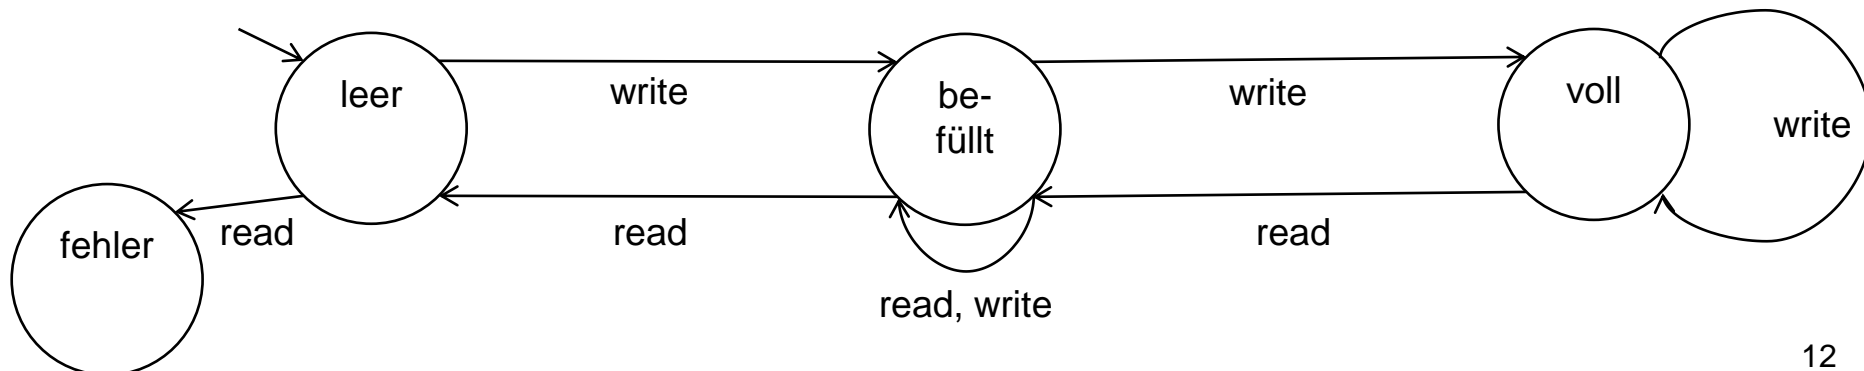 leer
write
be-
füllt
write
voll
write
fehler
read
read
read
read, write
12